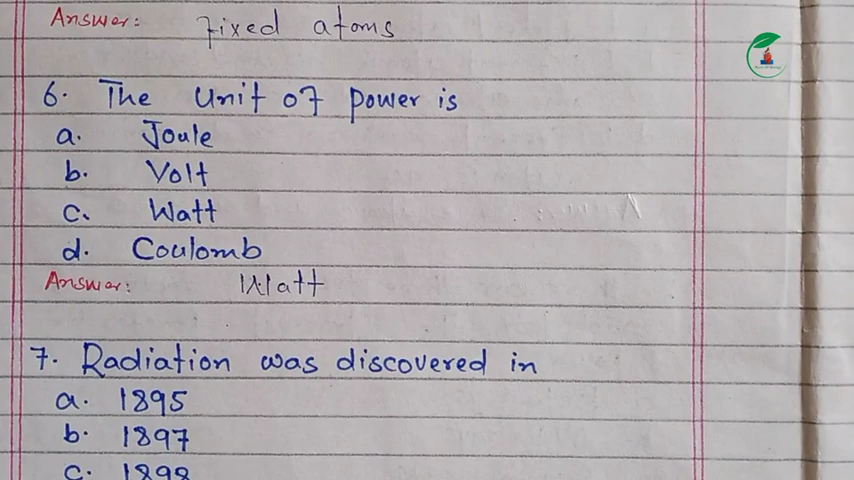 Answer: Fixed atoms
6. The Unit of power is
a. Joule
b. Volt
c. Watt
d. Coulomb
Answer: Watt
7. Radiation was discovered in
a. 1895
b. 1897
c. 1898